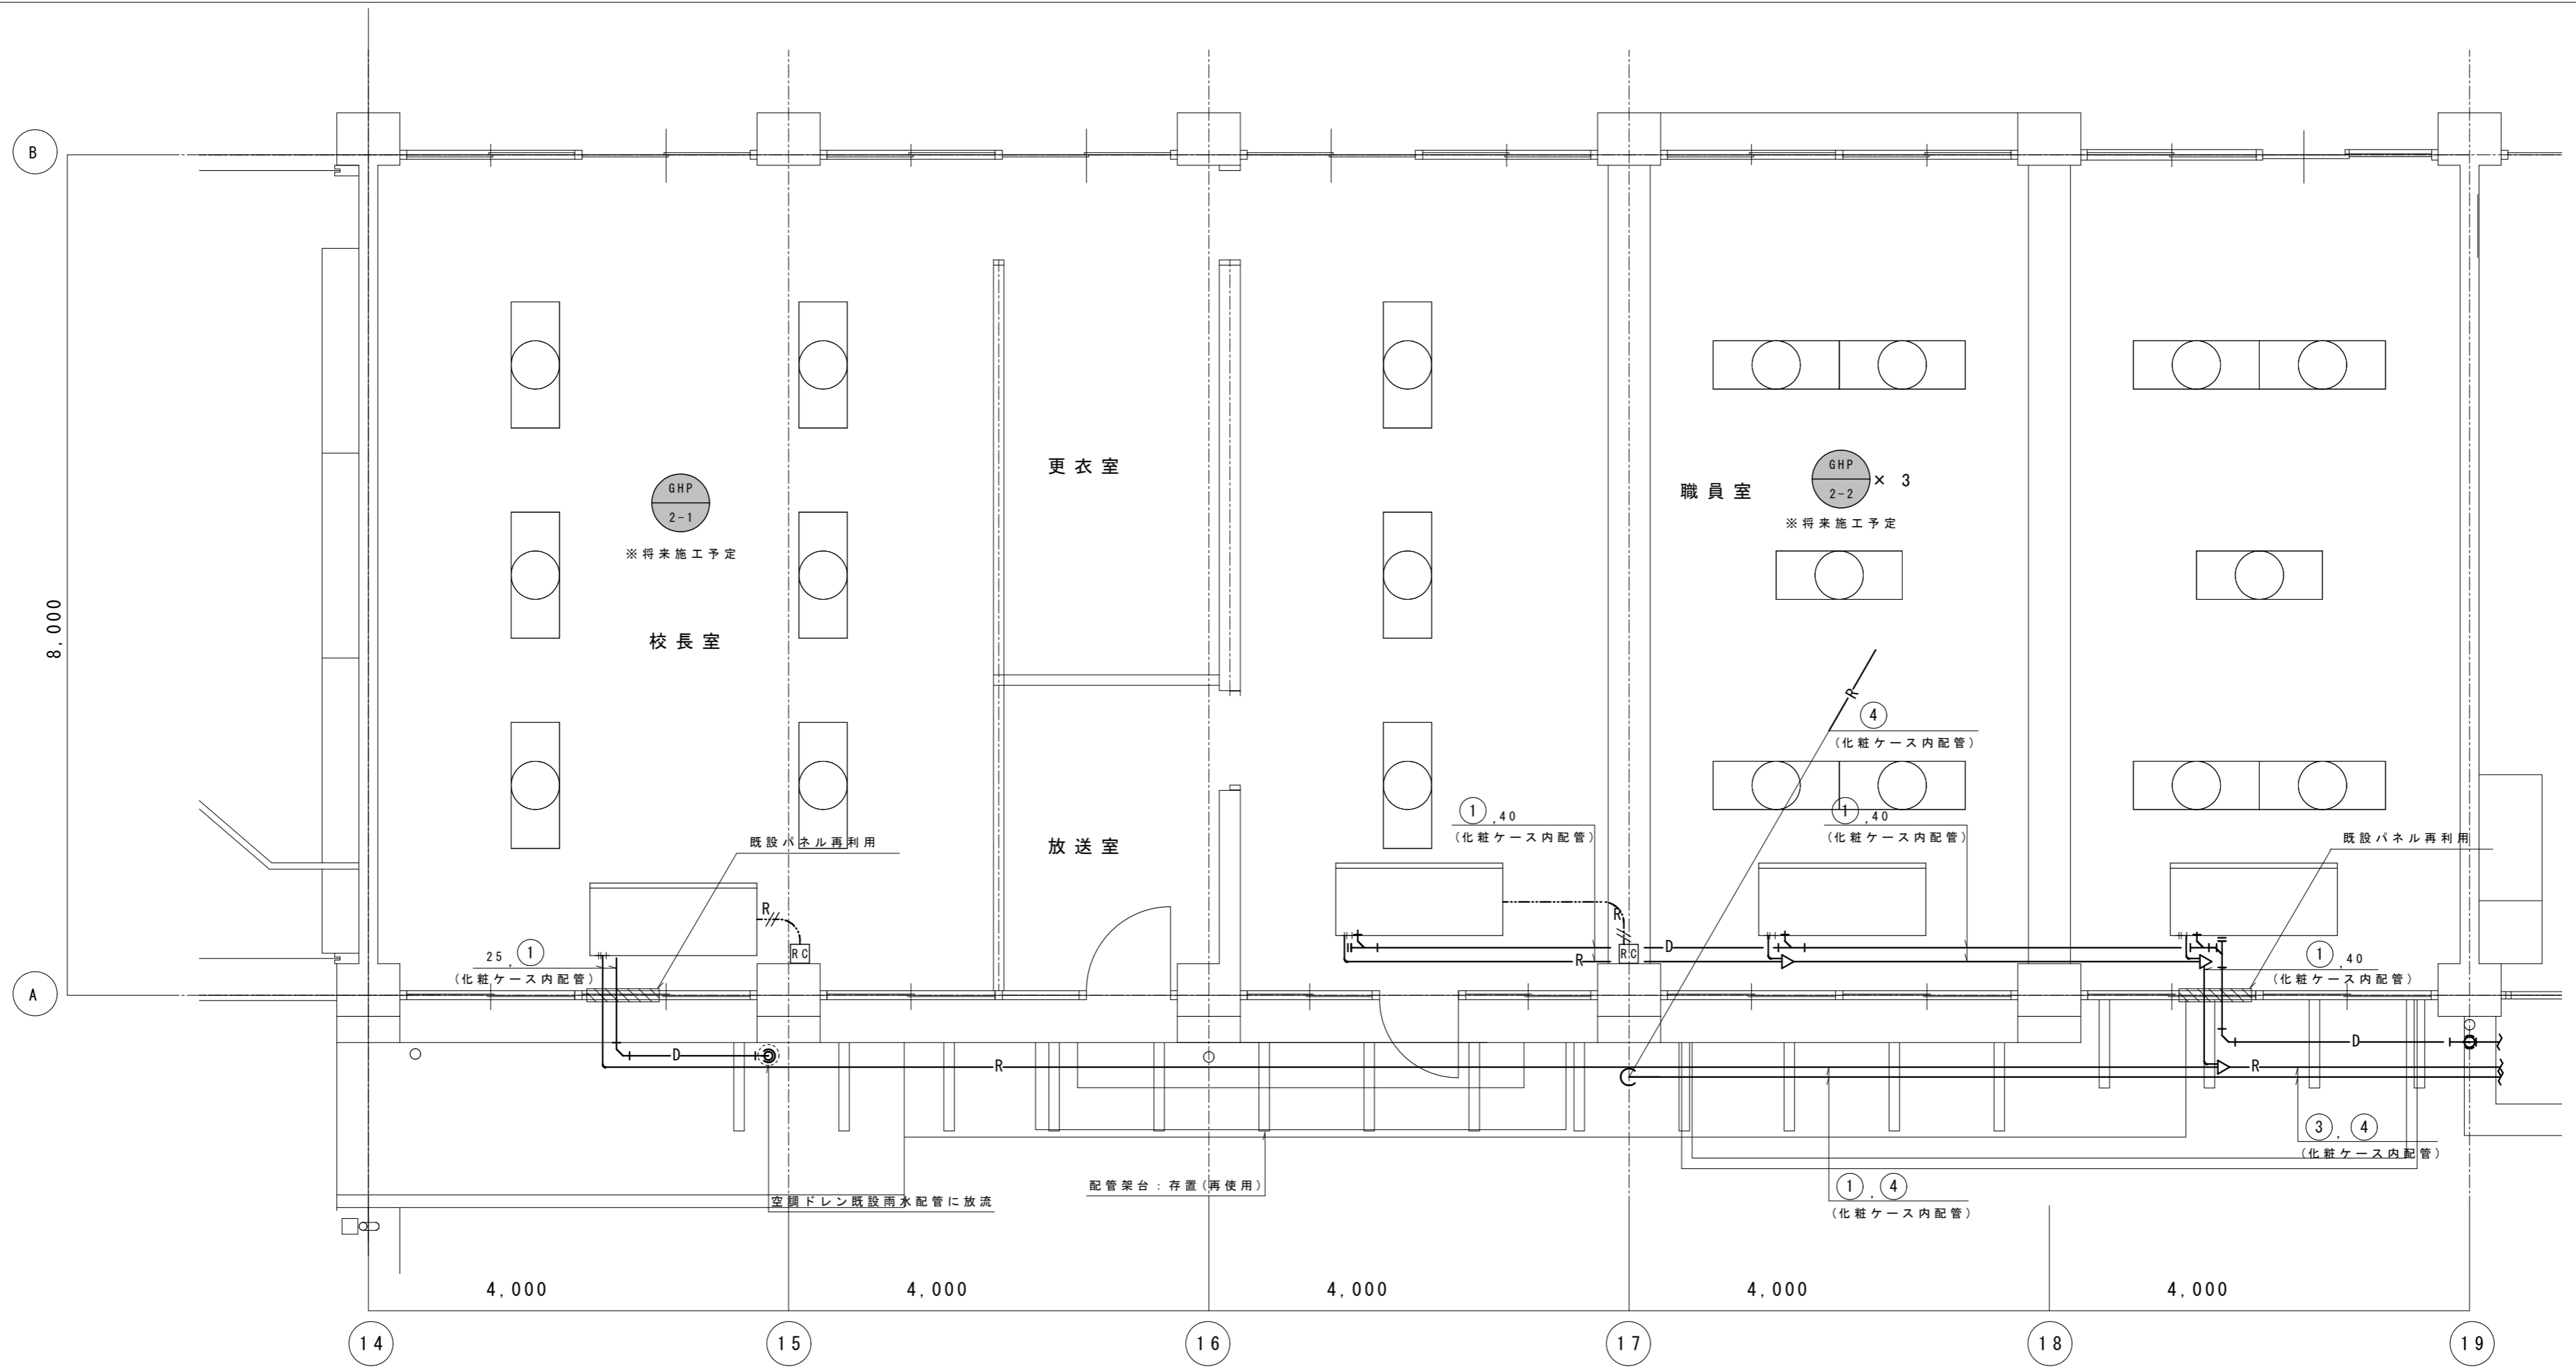 B
更衣室
GHP
2-1
※将来施工予定
職員室
GHP
2-2
× 3
※将来施工予定
8,000
校長室
R
④
(化粧ケース内配管)
①,40
(化粧ケース内配管)
①,40
(化粧ケース内配管)
既設パネル再利用
放送室
既設パネル再利用
R
R
25,①
(化粧ケース内配管)
RC
RC
D
R
①,40
(化粧ケース内配管)
A
D
R
D
R
③,④
(化粧ケース内配管)
配管架台:存置(再使用)
①,④
(化粧ケース内配管)
空調ドレン既設雨水配管に放流
4,000
4,000
4,000
4,000
4,000
14
15
16
17
18
19